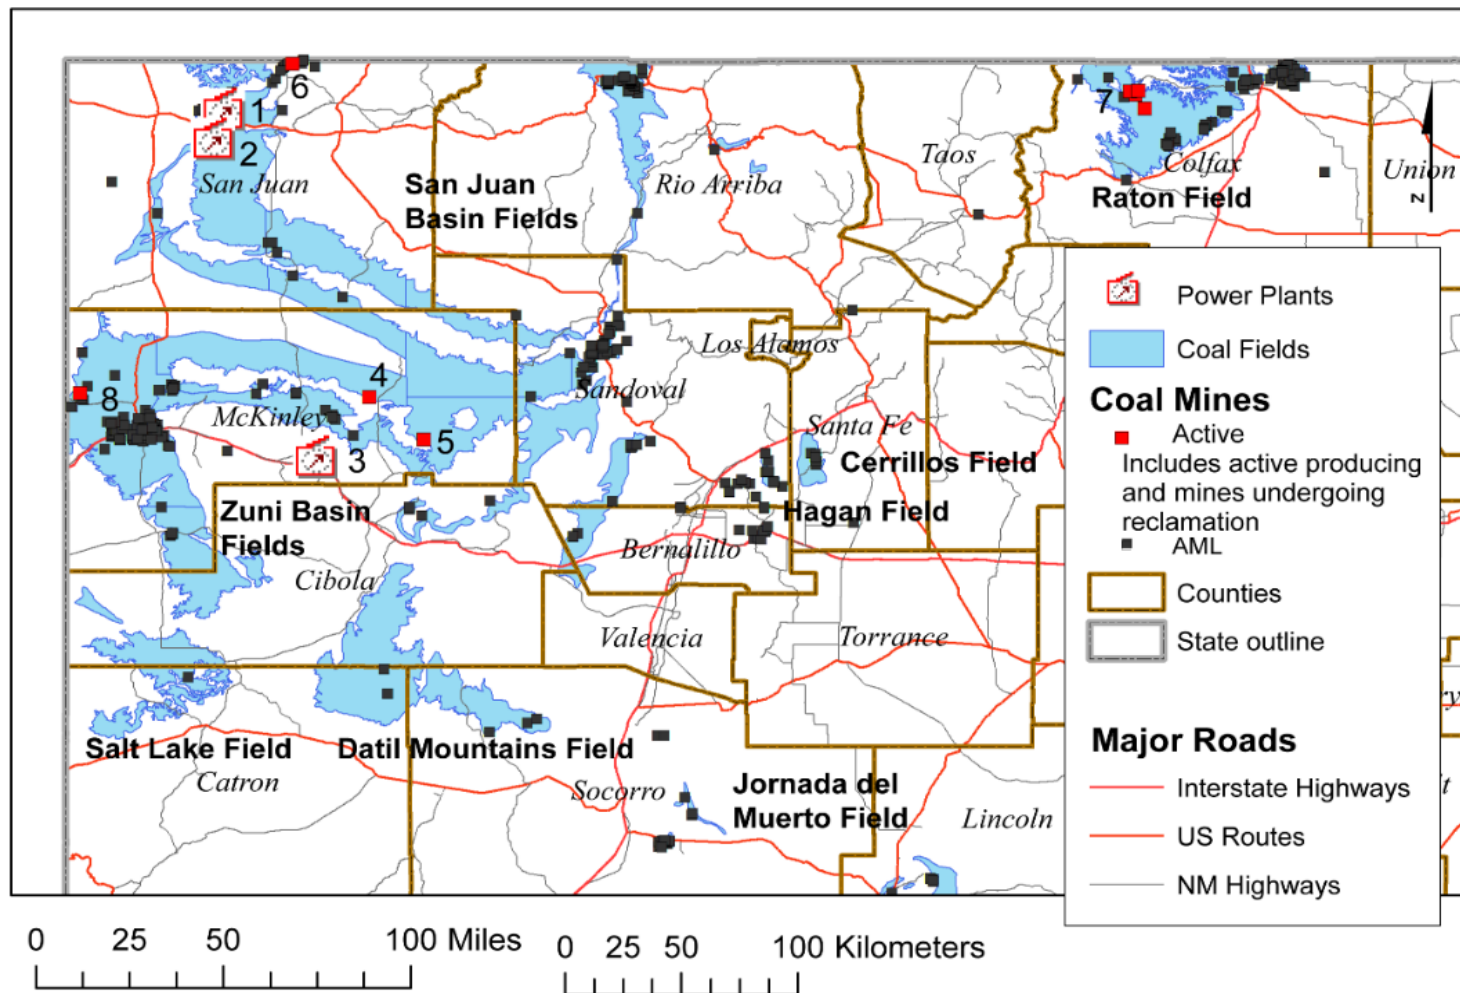 6
1
2
San Juan
San Juan
Basin Fields
Rio Arriba
Taos
7
Colfax
Raton Field
Union
N
Los Alamos
Sandoval
4
8
McKinley
5
3
Santa Fe
Cerrillos Field
Hagan Field
Zuni Basin
Fields
Cibola
Bernalillo
Valencia
Torrance
Salt Lake Field
Datil Mountains Field
Catron
Socorro
Jornada del
Muerto Field
Lincoln
Power Plants
Coal Fields
Coal Mines
Active
Includes active producing
and mines undergoing
reclamation
AML
Counties
State outline
Major Roads
Interstate Highways
US Routes
NM Highways
ry
t
0 25 50 100 Miles
0 25 50 100 Kilometers